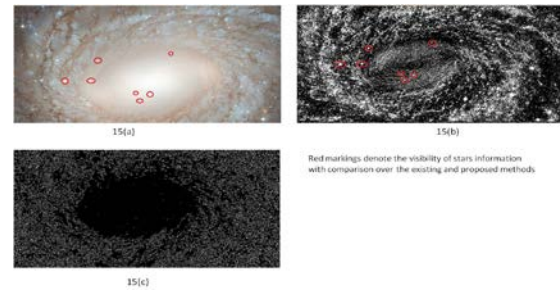 15(a)
15(b)
Red markings denote the visibility of stars information
with comparison over the existing and proposed methods
15(c)